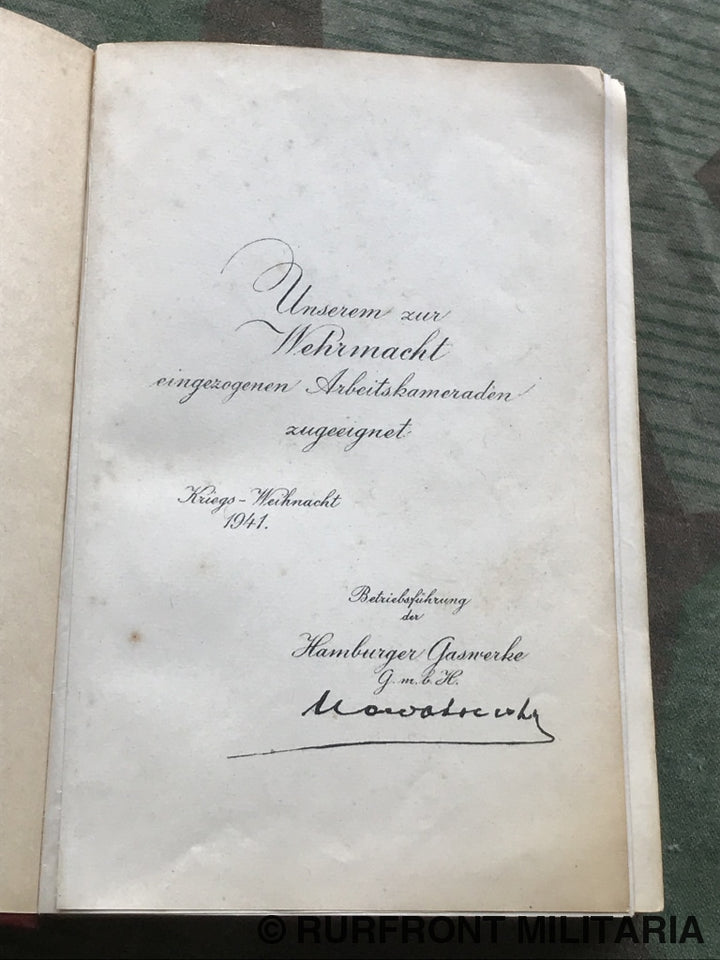 Unserem zur
Wehrmacht
eingezogenen Arbeitskameraden
zugeeignet
Kriegs-Weihnacht
1941.
Betriebsführung
der
Hamburger Gaswerke
G.m.b.H.
© RURFRONT MILITARIA